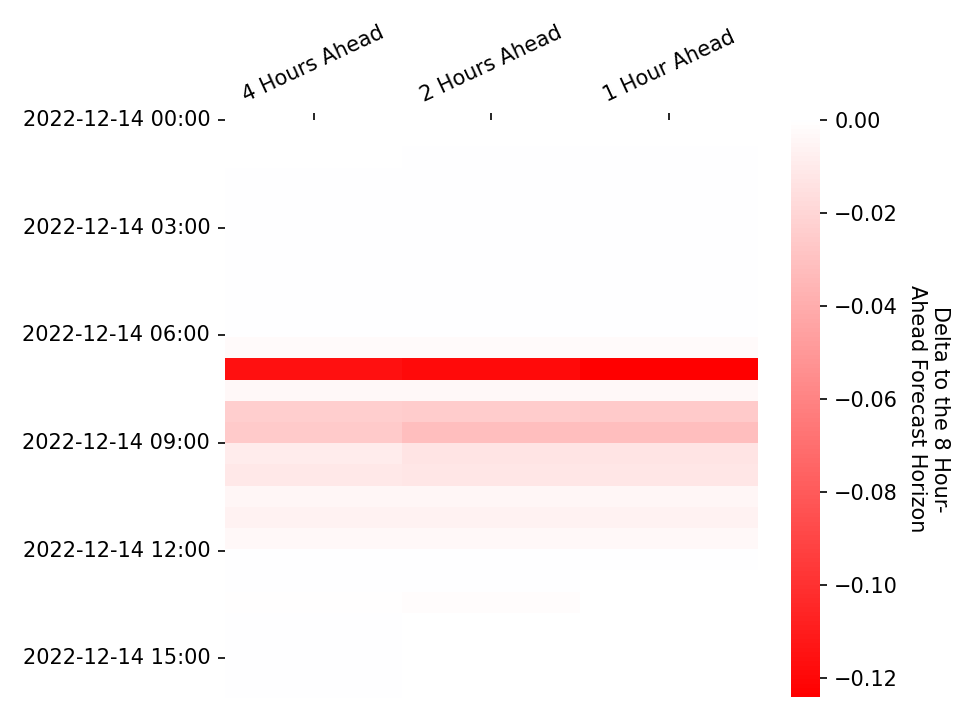 4 Hours Ahead
2 Hours Ahead
1 Hour Ahead
2022-12-14 00:00
2022-12-14 03:00
2022-12-14 06:00
2022-12-14 09:00
2022-12-14 12:00
2022-12-14 15:00
0.00
−0.02
−0.04
−0.06
−0.08
−0.10
−0.12
Delta to the 8 Hour-
Ahead Forecast Horizon